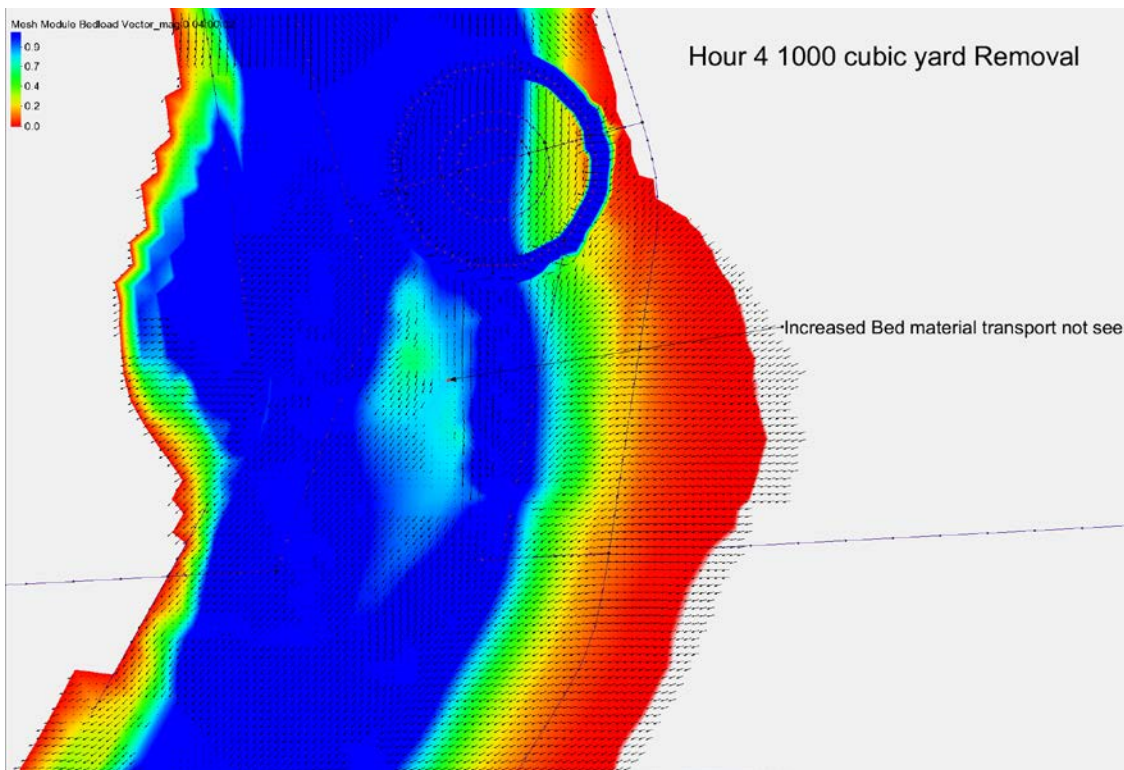 Mesh Module Bedload Vector_mag
0.9
0.7
0.4
0.2
0.0
Hour 4 1000 cubic yard Removal
Increased Bed material transport not see